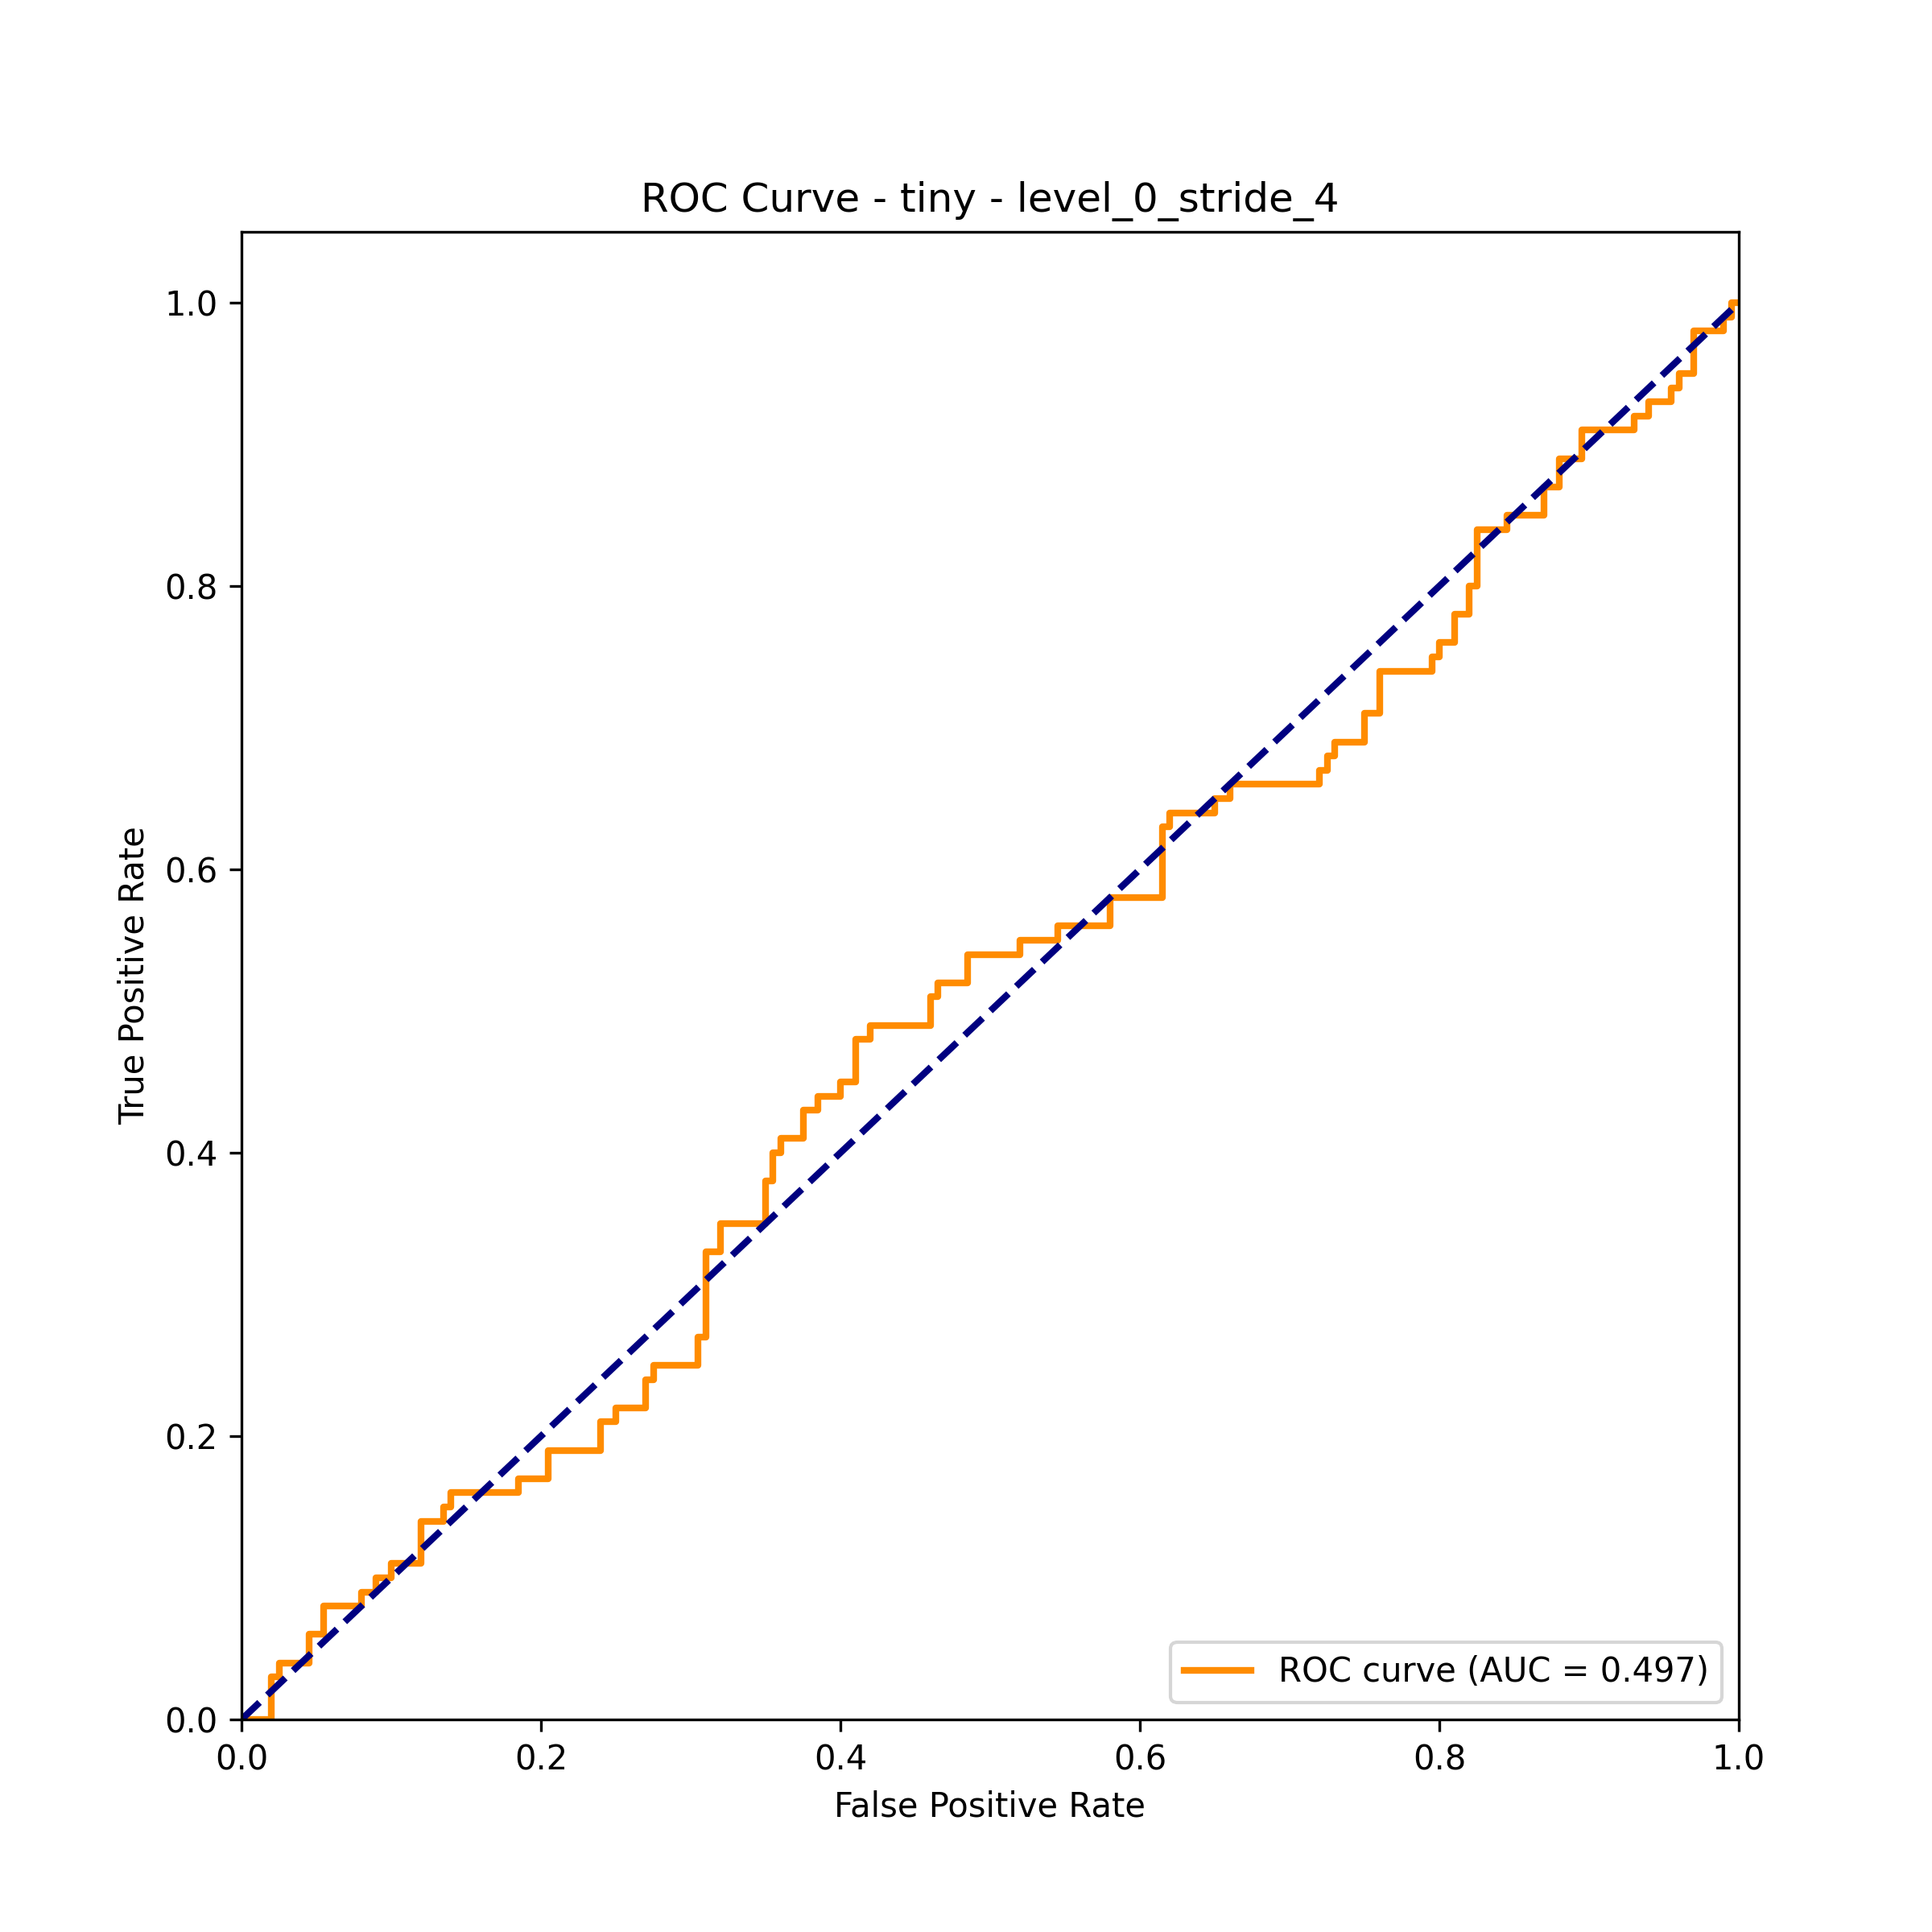 ROC Curve - tiny - level_0_stride_4
True Positive Rate
1.0
0.8
0.6
0.4
0.2
0.0
ROC curve (AUC = 0.497)
0.0 0.2 0.4 0.6 0.8 1.0
False Positive Rate